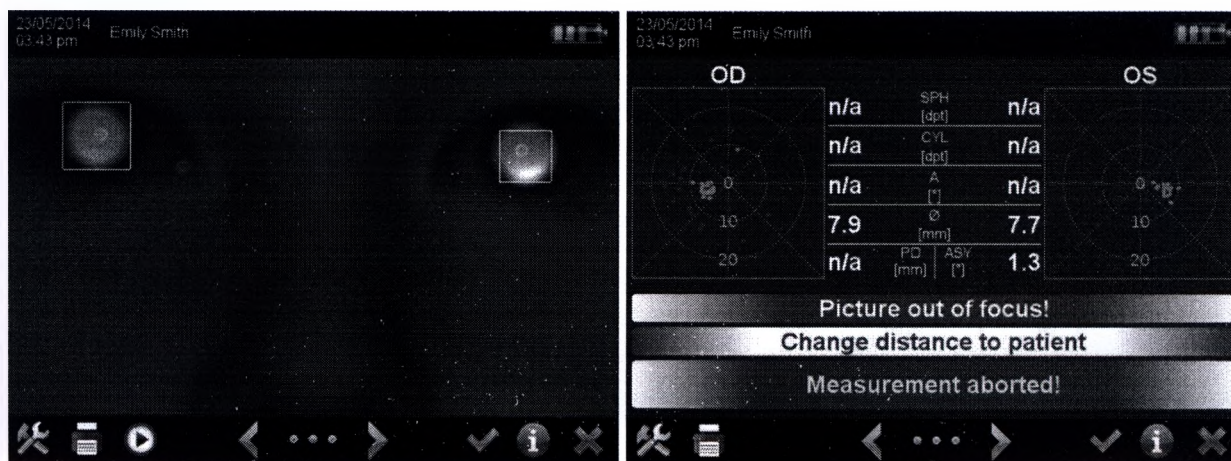 23/05/2014
03:43 pm
Emily Smith
23/05/2014
03:43 pm
Emily Smith
OD
OS
n/a SPH [dpt] n/a
n/a CYL [dpt] n/a
n/a A [°] n/a
7.9 Ø [mm] 7.7
n/a PD [mm] ASY [°] 1.3
0
10
20
0
10
20
Picture out of focus!
Change distance to patient
Measurement aborted!